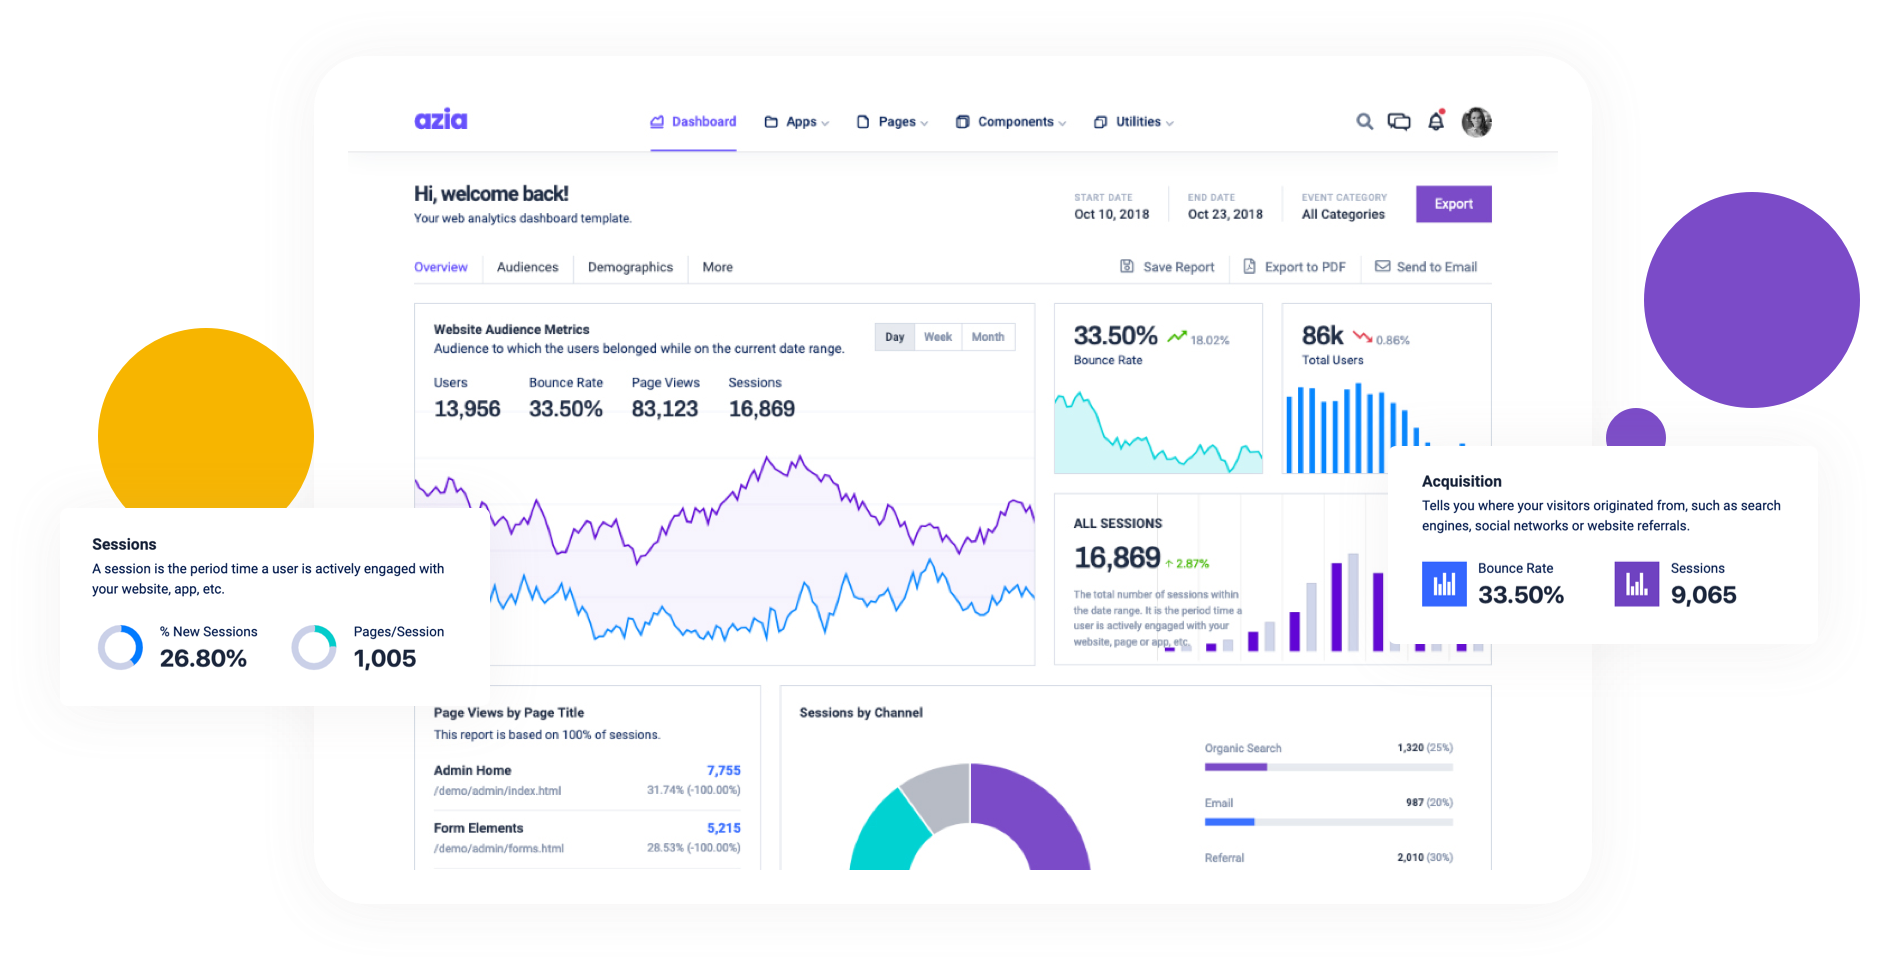 azia
Dashboard
Apps
Pages
Components
Utilities
Hi, welcome back!
Your web analytics dashboard template.
START DATE
Oct 10, 2018
END DATE
Oct 23, 2018
EVENT CATEGORY
All Categories
Export
Overview
Audiences
Demographics
More
Save Report
Export to PDF
Send to Email
Website Audience Metrics
Audience to which the users belonged while on the current date range.
Day
Week
Month
Users
13,956
Bounce Rate
33.50%
Page Views
83,123
Sessions
16,869
33.50% 18.02%
Bounce Rate
86k 0.86%
Total Users
ALL SESSIONS
16,869 2.87%
The total number of sessions within
the date range. It is the period time a
user is actively engaged with your
website, page or app, etc.
Acquisition
Tells you where your visitors originated from, such as search
engines, social networks or website referrals.
Bounce Rate
33.50%
Sessions
9,065
Sessions
A session is the period time a user is actively engaged with
your website, app, etc.
% New Sessions
26.80%
Pages/Session
1,005
Page Views by Page Title
This report is based on 100% of sessions.
Admin Home 7,755
/demo/admin/index.html 31.74% (-100.00%)
Form Elements 5,215
/demo/admin/forms.html 28.53% (-100.00%)
Sessions by Channel
Organic Search 1,320 (25%)
Email 987 (20%)
Referral 2,010 (30%)